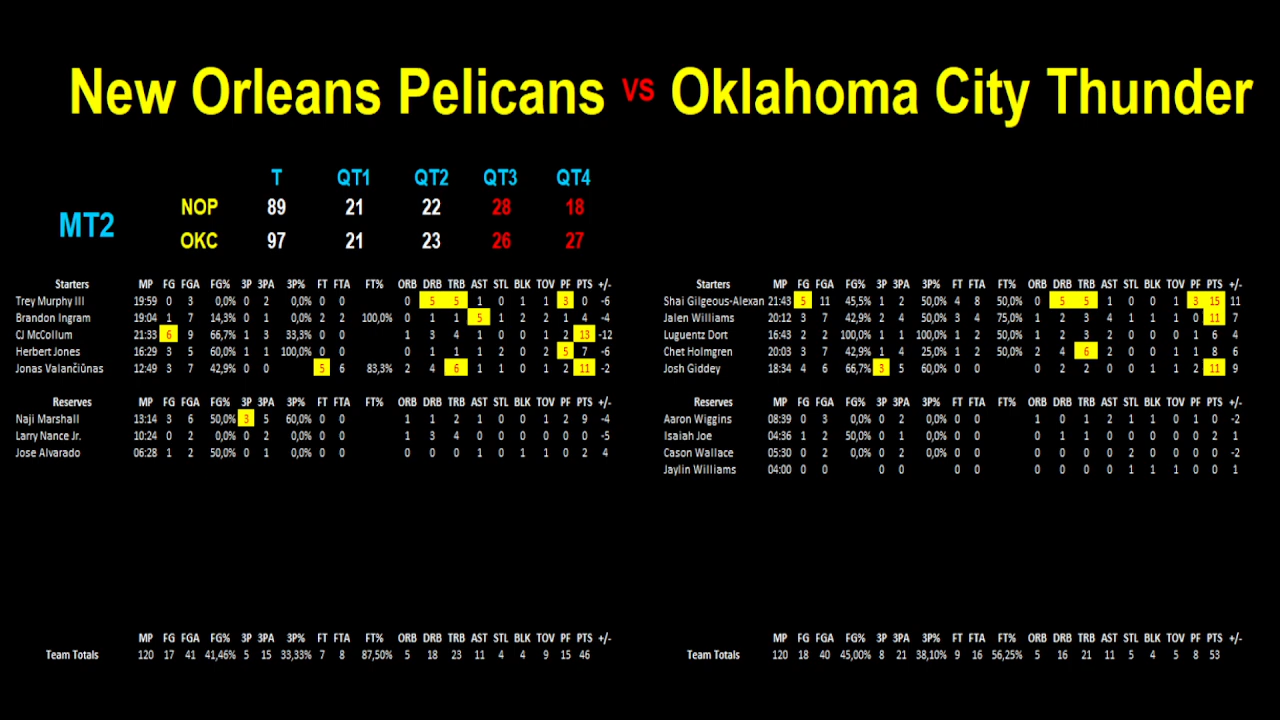 New Orleans Pelicans vs Oklahoma City Thunder
T QT1 QT2 QT3 QT4
MT2
NOP 89 21 22 28 18
OKC 97 21 23 26 27
Starters MP FG FGA FG% 3P 3PA 3P% FT FTA FT% ORB DRB TRB AST STL BLK TOV PF PTS +/-
Trey Murphy III 19:59 0 3 0,0% 0 2 0,0% 0 0 0 5 5 1 0 1 1 3 0 -6
Brandon Ingram 19:04 1 7 14,3% 0 1 0,0% 2 2 100,0% 0 1 1 5 1 2 2 1 4 -4
CJ McCollum 21:33 6 9 66,7% 1 3 33,3% 0 0 1 3 4 1 0 0 1 2 13 -12
Herbert Jones 16:29 3 5 60,0% 1 1 100,0% 0 0 0 1 1 1 2 0 2 5 7 -6
Jonas Valančiūnas 12:49 3 7 42,9% 0 0 5 6 83,3% 2 4 6 1 1 0 1 2 11 -2
Reserves MP FG FGA FG% 3P 3PA 3P% FT FTA FT% ORB DRB TRB AST STL BLK TOV PF PTS +/-
Naji Marshall 13:14 3 6 50,0% 3 5 60,0% 0 0 1 1 2 1 0 0 1 2 9 -4
Larry Nance Jr. 10:24 0 2 0,0% 0 2 0,0% 0 0 1 3 4 0 0 0 0 0 0 -5
Jose Alvarado 06:28 1 2 50,0% 0 1 0,0% 0 0 0 0 0 1 0 1 1 0 2 4
MP FG FGA FG% 3P 3PA 3P% FT FTA FT% ORB DRB TRB AST STL BLK TOV PF PTS +/-
Team Totals 120 17 41 41,46% 5 15 33,33% 7 8 87,50% 5 18 23 11 4 4 9 15 46
Starters MP FG FGA FG% 3P 3PA 3P% FT FTA FT% ORB DRB TRB AST STL BLK TOV PF PTS +/-
Shai Gilgeous-Alexan 21:43 5 11 45,5% 1 2 50,0% 4 8 50,0% 0 5 5 1 0 0 1 3 15 11
Jalen Williams 20:12 3 7 42,9% 2 4 50,0% 3 4 75,0% 1 2 3 4 1 1 1 0 11 7
Luguentz Dort 16:43 2 2 100,0% 1 1 100,0% 1 2 50,0% 0 1 1 2 1 0 0 1 6 4
Chet Holmgren 20:03 3 7 42,9% 1 4 25,0% 1 2 50,0% 2 4 6 2 0 0 0 1 8 6
Josh Giddey 18:34 4 6 66,7% 3 5 60,0% 0 0 0 2 2 0 0 1 1 2 11 9
Reserves MP FG FGA FG% 3P 3PA 3P% FT FTA FT% ORB DRB TRB AST STL BLK TOV PF PTS +/-
Aaron Wiggins 08:39 0 3 0,0% 0 2 0,0% 0 0 1 0 1 2 0 1 0 1 0 -2
Isaiah Joe 04:36 1 2 50,0% 0 1 0,0% 0 0 0 1 1 0 0 0 0 0 2 1
Cason Wallace 05:30 0 2 0,0% 0 2 0,0% 0 0 1 1 2 0 2 0 0 0 0 -2
Jaylin Williams 04:00 0 0 0 0 0 0 0 0 0 0 1 1 1 0 0 1
MP FG FGA FG% 3P 3PA 3P% FT FTA FT% ORB DRB TRB AST STL BLK TOV PF PTS +/-
Team Totals 120 18 40 45,00% 8 21 38,10% 9 16 56,25% 5 16 21 11 5 4 5 8 53